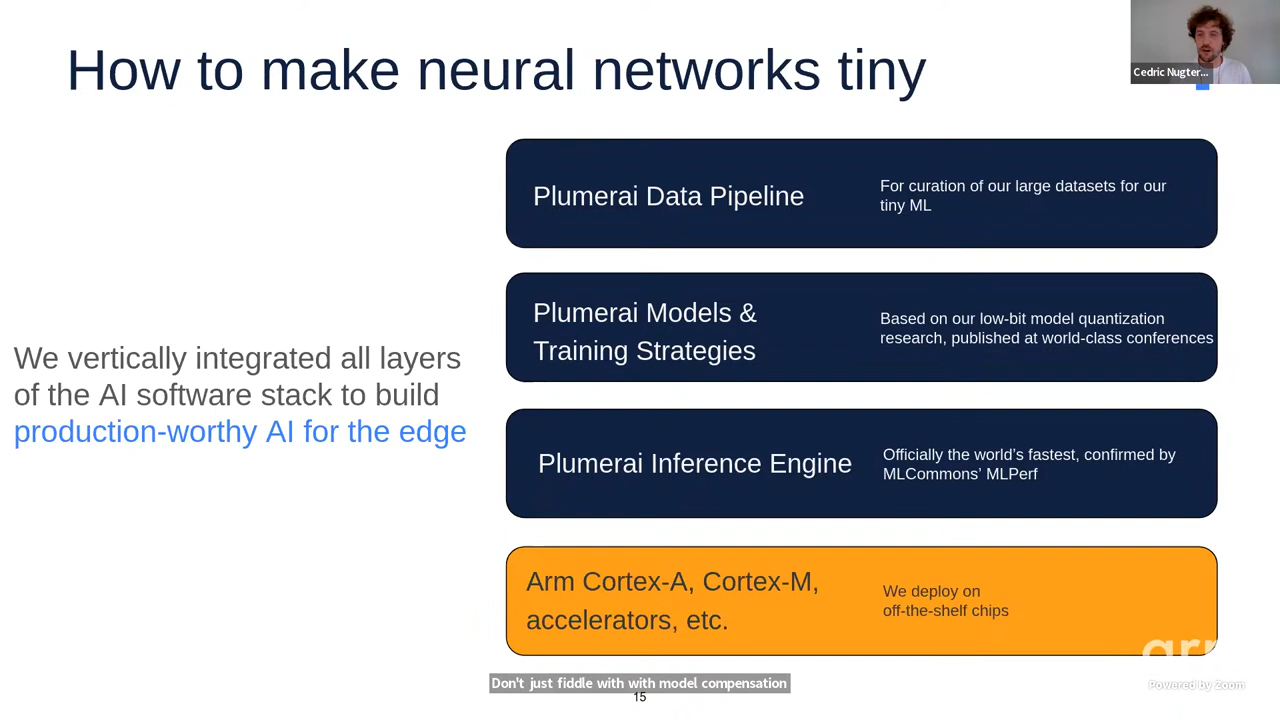 How to make neural networks tiny
Cedric Nugter...
Plumerai Data Pipeline
For curation of our large datasets for our
tiny ML
Plumerai Models &
Training Strategies
Based on our low-bit model quantization
research, published at world-class conferences
We vertically integrated all layers
of the AI software stack to build
production-worthy AI for the edge
Plumerai Inference Engine
Officially the world’s fastest, confirmed by
MLCommons’ MLPerf
Arm Cortex-A, Cortex-M,
accelerators, etc.
We deploy on
off-the-shelf chips
arm
Powered by Zoom
Don't just fiddle with with model compensation
15